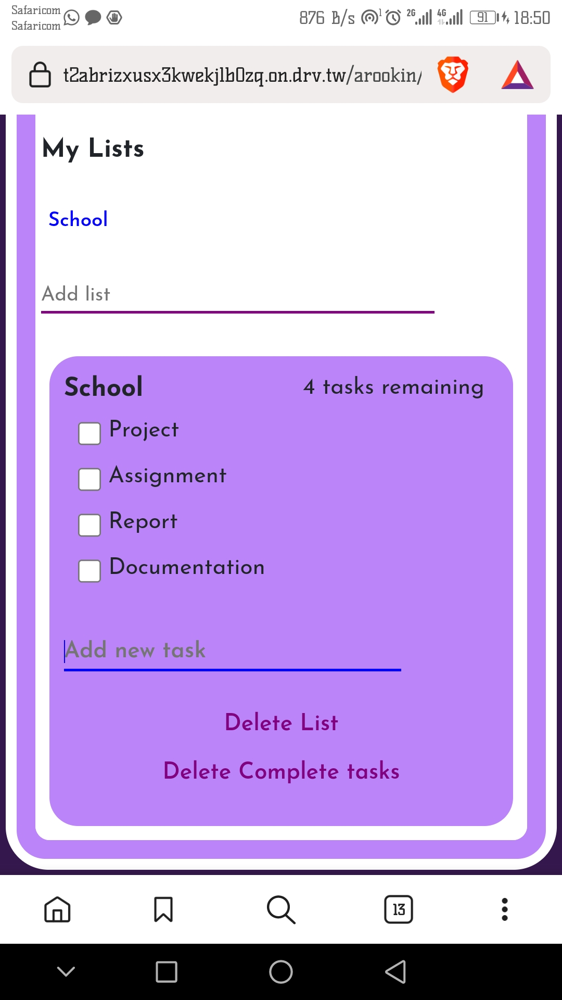 Safaricom
Safaricom
876 B/s 1 2G 4G 91 18:50
t2abrizxusx3kwekjlb0zq.on.drv.tw/arookin/
My Lists
School
Add list
School 4 tasks remaining
Project
Assignment
Report
Documentation
Add new task
Delete List
Delete Complete tasks
13